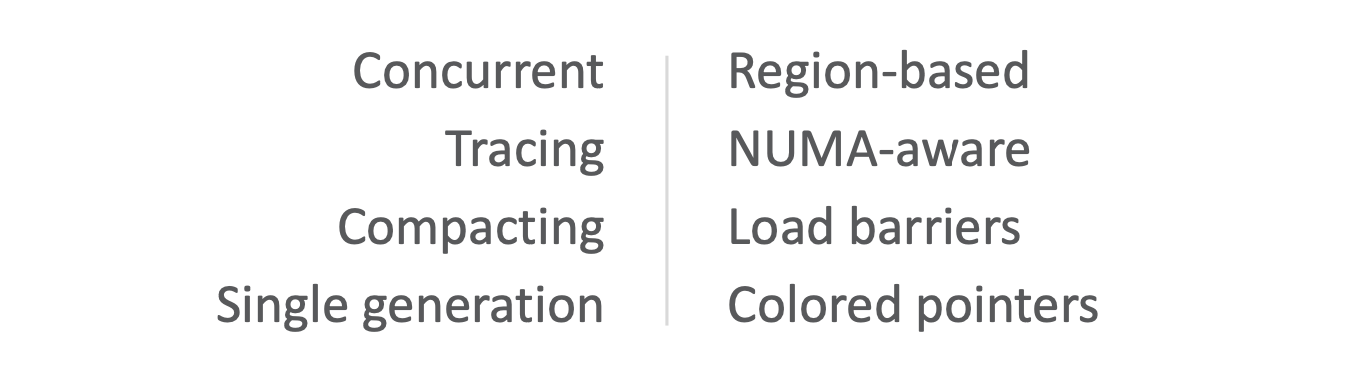 Concurrent
Tracing
Compacting
Single generation
Region-based
NUMA-aware
Load barriers
Colored pointers